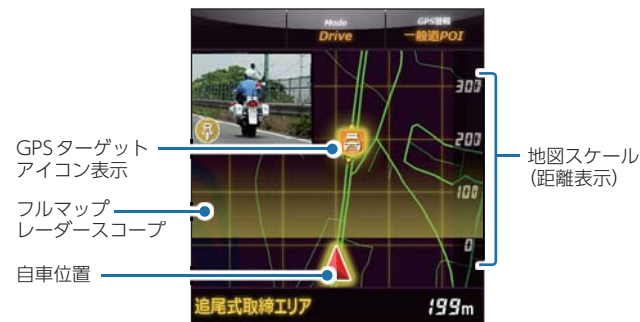 Mode
Drive
GPS警報
一般道POI
300
200
100
0
GPSターゲット
アイコン表示
フルマップ
レーダースコープ
自車位置
地図スケール
(距離表示)
追尾式取締エリア
199m